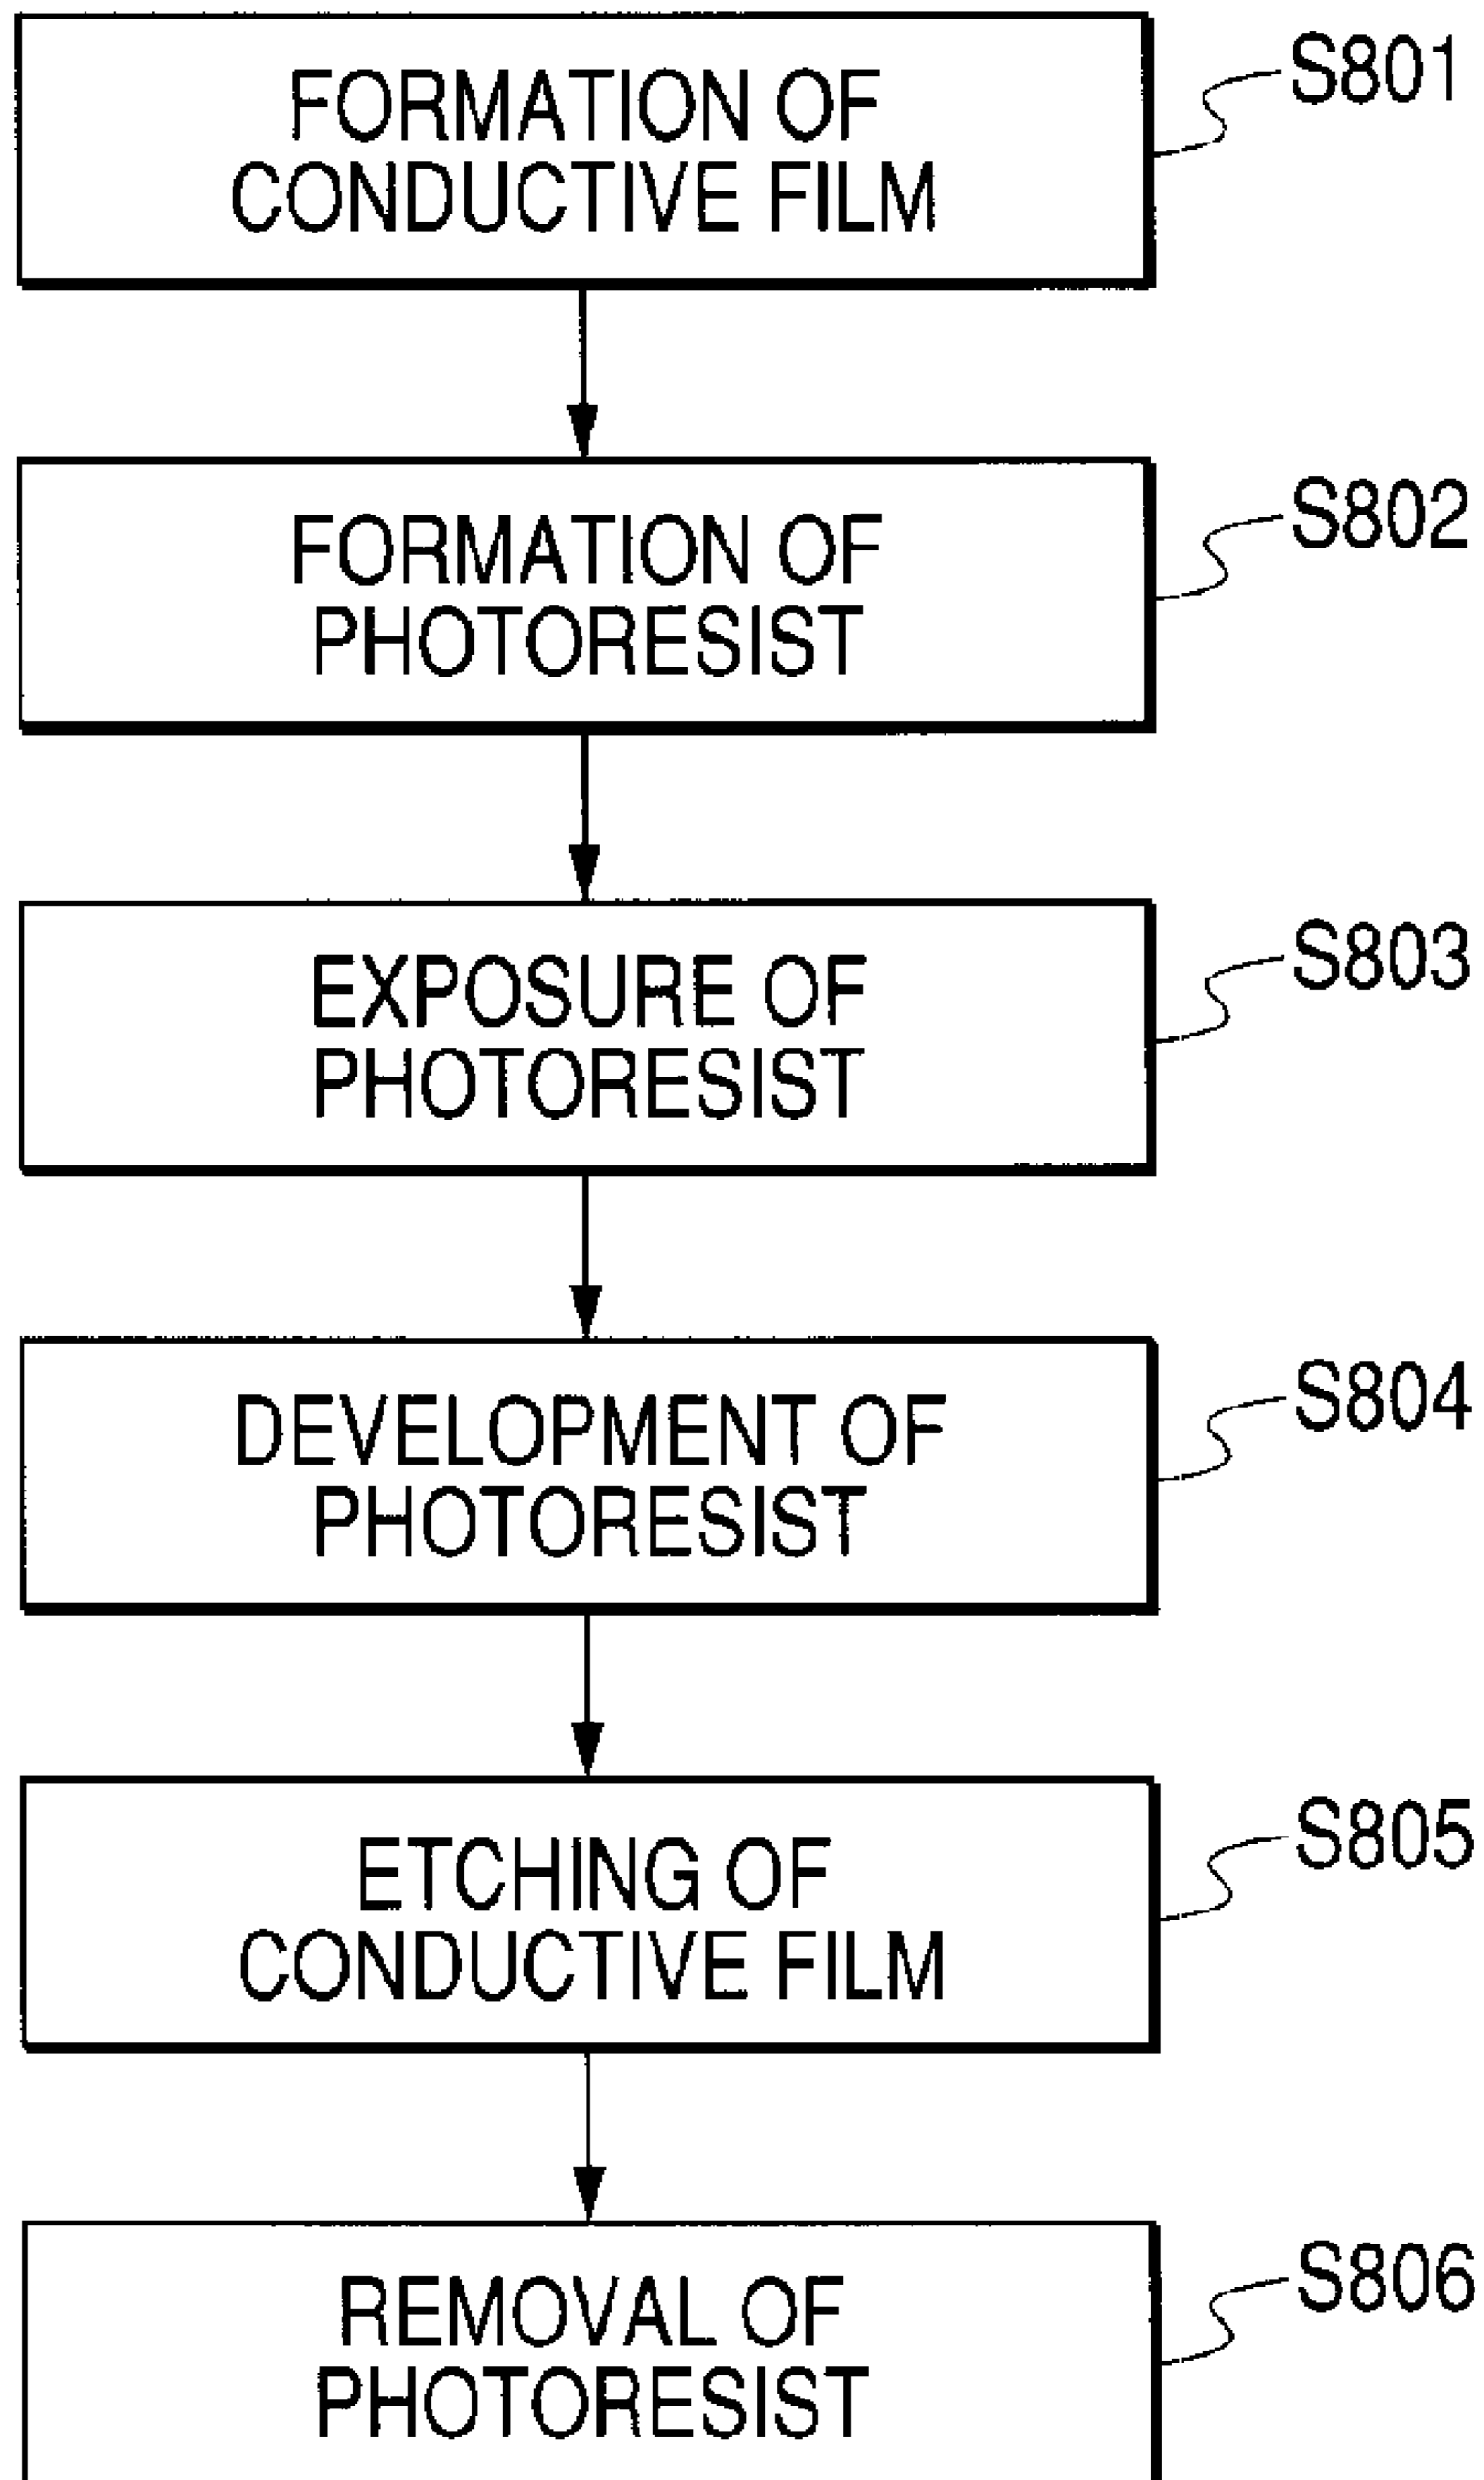 FORMATION OF
CONDUCTIVE FILM
S801
FORMATION OF
PHOTORESIST
S802
EXPOSURE OF
PHOTORESIST
S803
DEVELOPMENT OF
PHOTORESIST
S804
ETCHING OF
CONDUCTIVE FILM
S805
REMOVAL OF
PHOTORESIST
S806